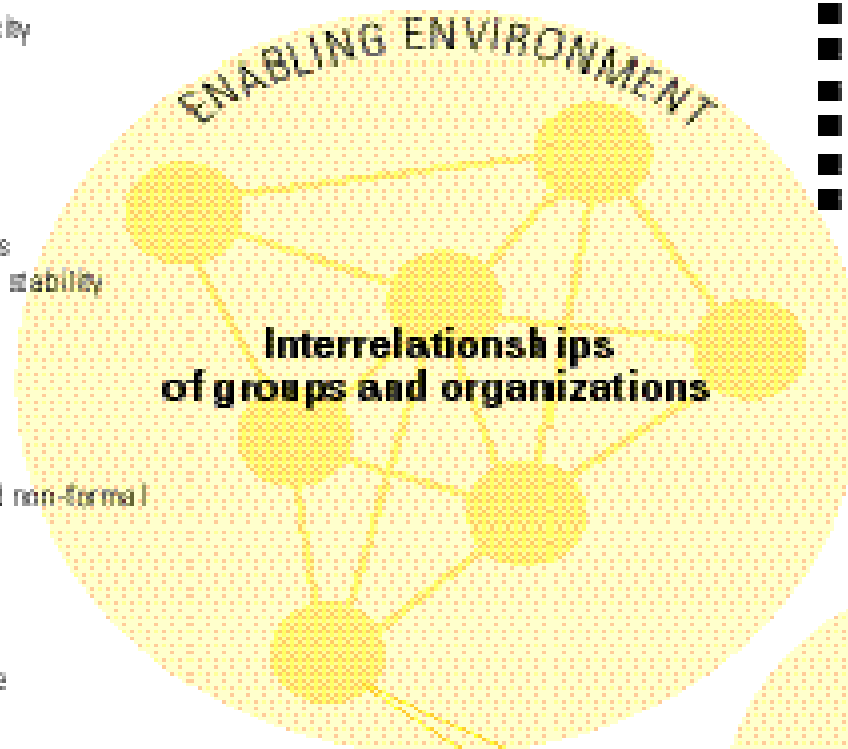 ENABLING ENVIRONMENT
s
stability
Interrelationships
of groups and organizations
non-formal
e